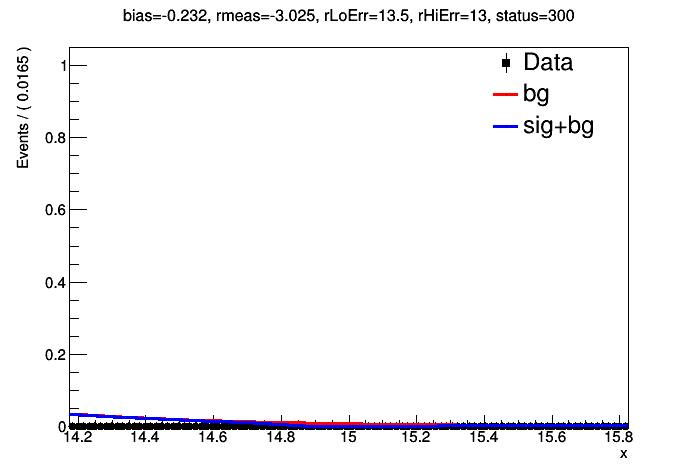 bias=-0.232, rmeas=-3.025, rLoErr=13.5, rHiErr=13, status=300
Events / ( 0.0165 )
1
0.8
0.6
0.4
0.2
0
Data
bg
sig+bg
14.2 14.4 14.6 14.8 15 15.2 15.4 15.6 15.8
x